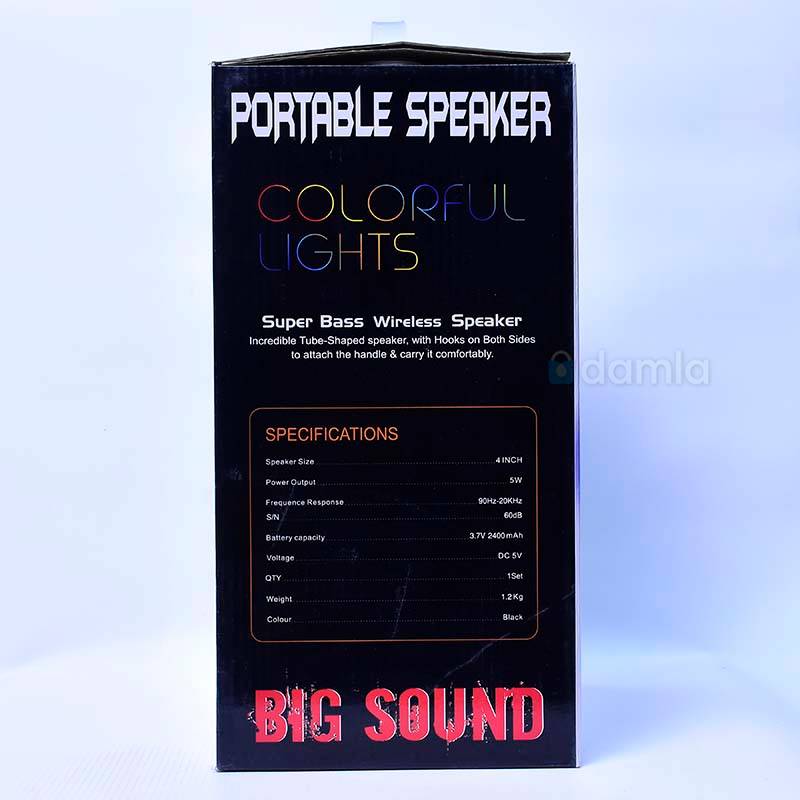 PORTABLE SPEAKER
COLORFUL
LIGHTS
Super Bass Wireless Speaker
Incredible Tube-Shaped speaker, with Hooks on Both Sides
to attach the handle & carry it comfortably.
damla
SPECIFICATIONS
Speaker Size 4 INCH
Power Output 5W
Frequence Response 90Hz-20KHz
S/N 60dB
Battery capacity 3.7V 2400mAh
Voltage DC 5V
QTY 1Set
Weight 1.2Kg
Colour Black
BIG SOUND